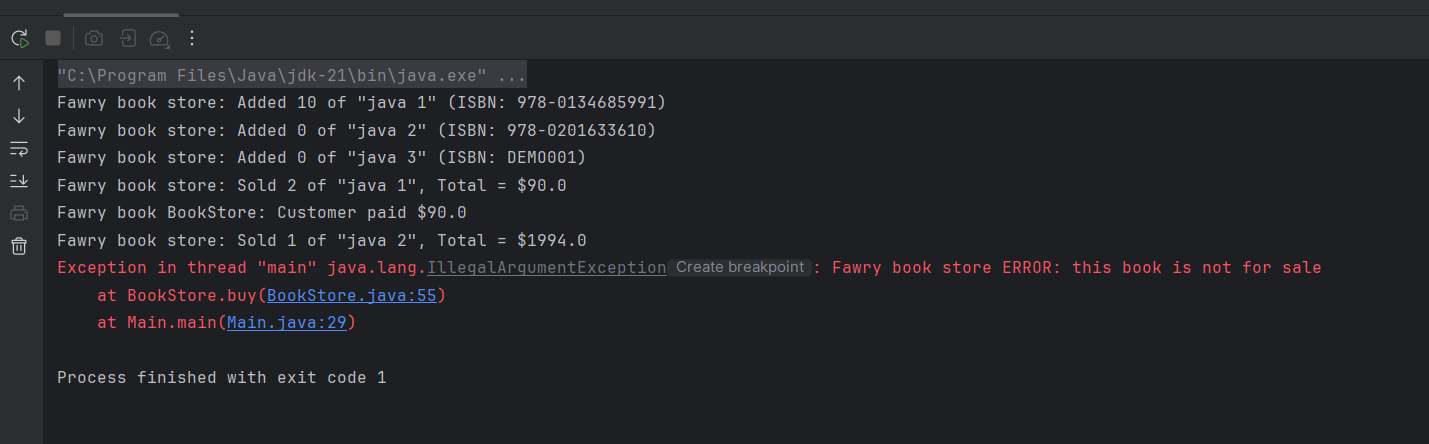 "C:\Program Files\Java\jdk-21\bin\java.exe" ...
Fawry book store: Added 10 of "java 1" (ISBN: 978-0134685991)
Fawry book store: Added 0 of "java 2" (ISBN: 978-0201633610)
Fawry book store: Added 0 of "java 3" (ISBN: DEMO001)
Fawry book store: Sold 2 of "java 1", Total = $90.0
Fawry book BookStore: Customer paid $90.0
Fawry book store: Sold 1 of "java 2", Total = $1994.0
Exception in thread "main" java.lang.IllegalArgumentException Create breakpoint : Fawry book store ERROR: this book is not for sale
    at BookStore.buy(BookStore.java:55)
    at Main.main(Main.java:29)
Process finished with exit code 1